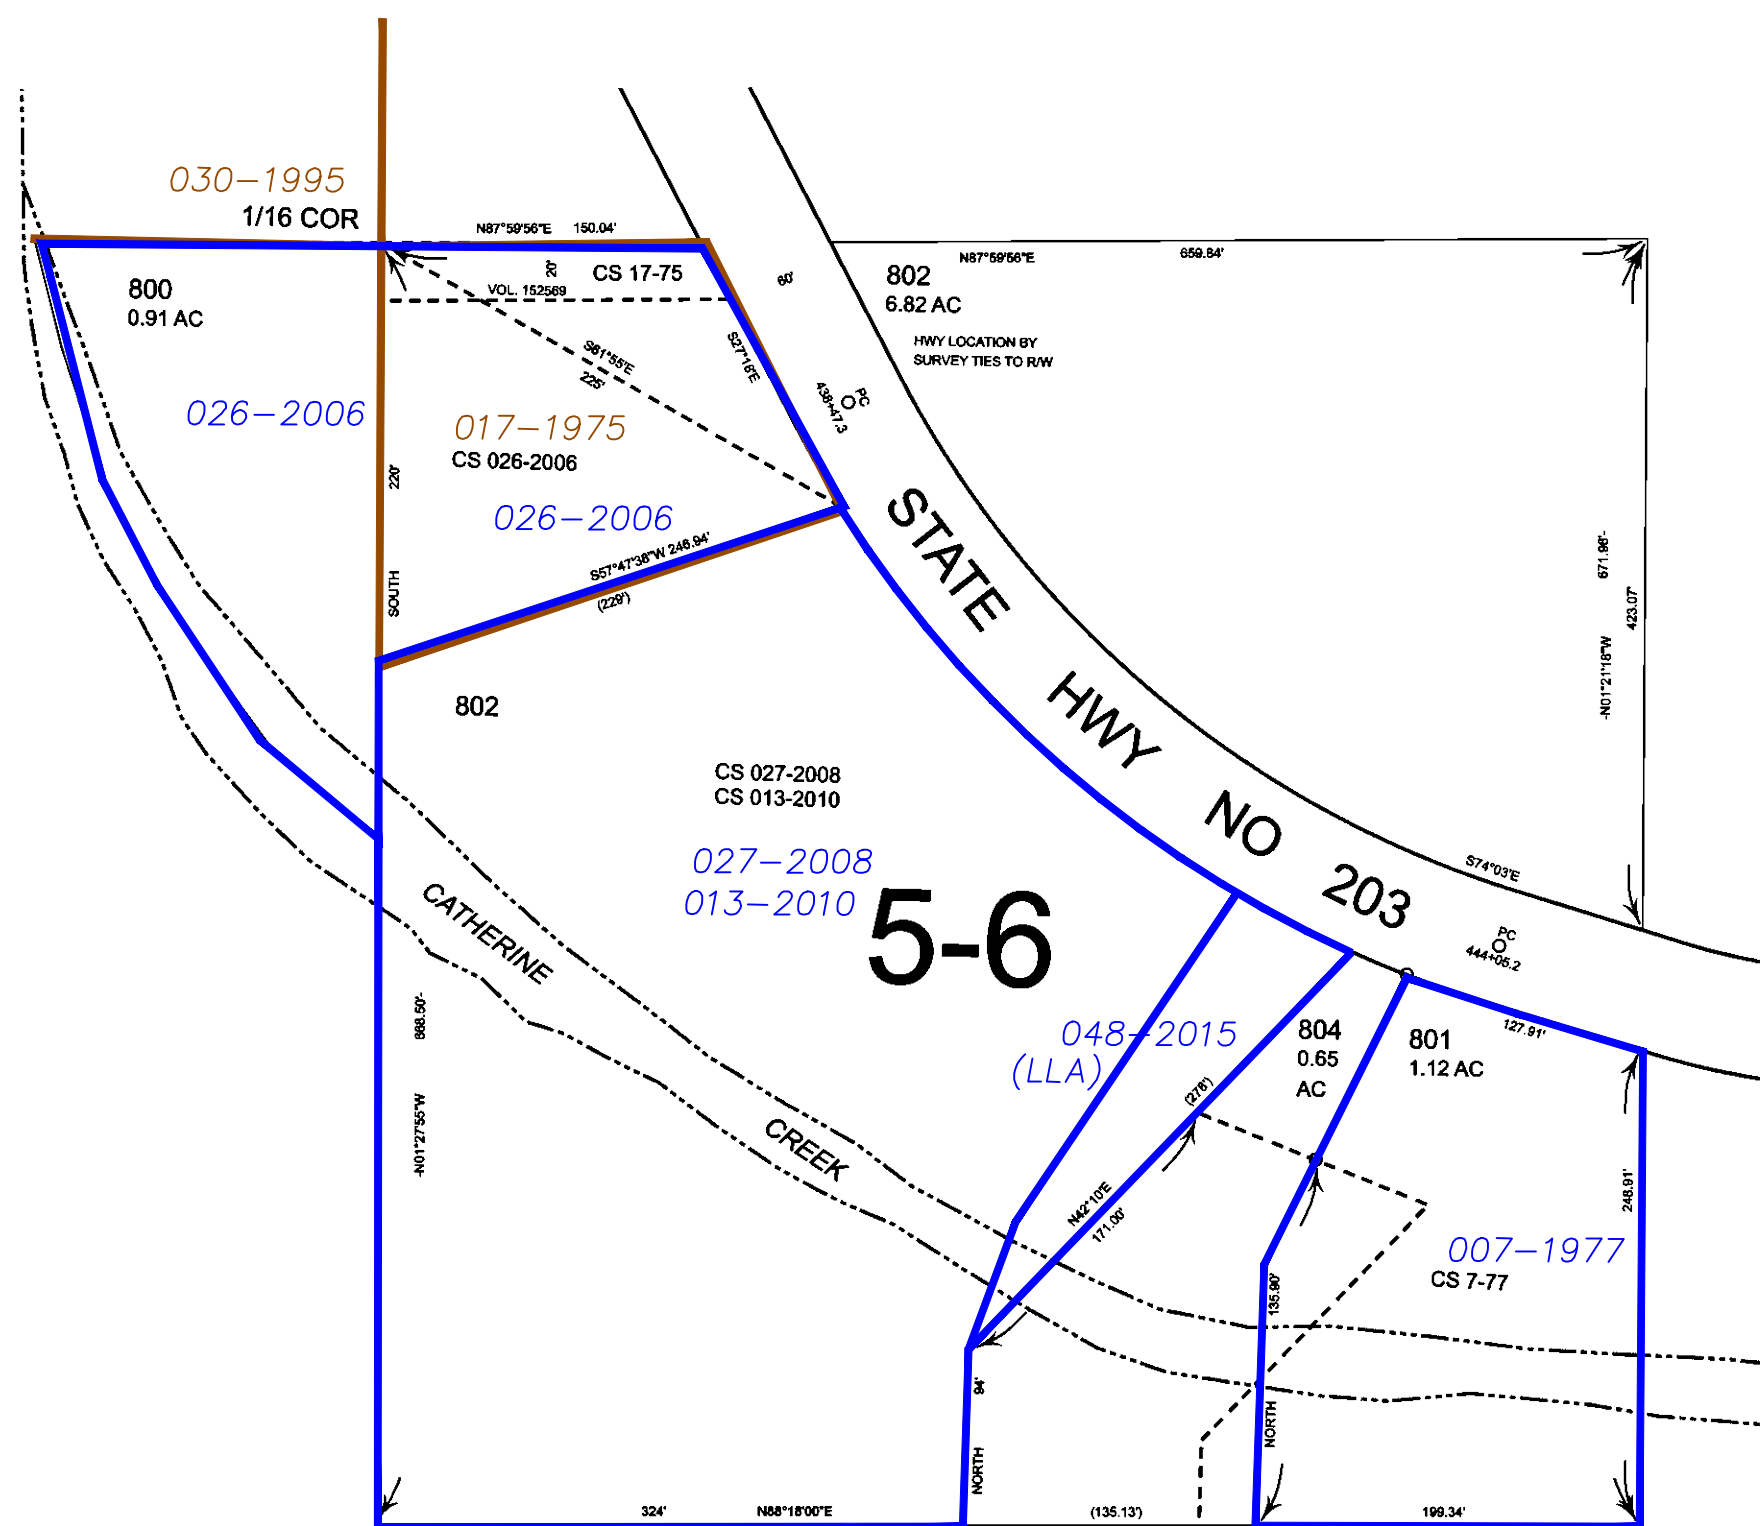 030-1995
1/16 COR
N87°59'56"E 150.04'
20'
CS 17-75
VOL. 152569
800
0.91 AC
60'
802
6.82 AC
N87°59'56"E
659.84'
HWY LOCATION BY
SURVEY TIES TO R/W
S27°16'E
S61°55'E
225'
PC
438+47.3
026-2006
017-1975
CS 026-2006
220'
SOUTH
026-2006
S57°47'38"W 246.94'
(229')
STATE HWY NO 203
671.98'-
-N01°21'18"W
423.07'
802
CS 027-2008
CS 013-2010
027-2008
013-2010
5-6
S74°03'E
PC
444+05.2
CATHERINE
CREEK
888.50'-
-N01°27'55"W
048-2015
(LLA)
804
0.65
AC
801
1.12 AC
127.91'
(278')
N42°10'E
171.00'
248.91'
007-1977
CS 7-77
135.90'
NORTH
94'
NORTH
324'
N88°18'00"E
(135.13')
199.34'